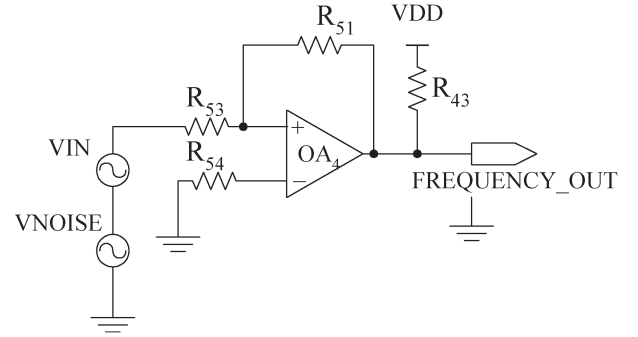 R51
VDD
R53
R43
+
VIN
R54
OA4
−
FREQUENCY_OUT
VNOISE